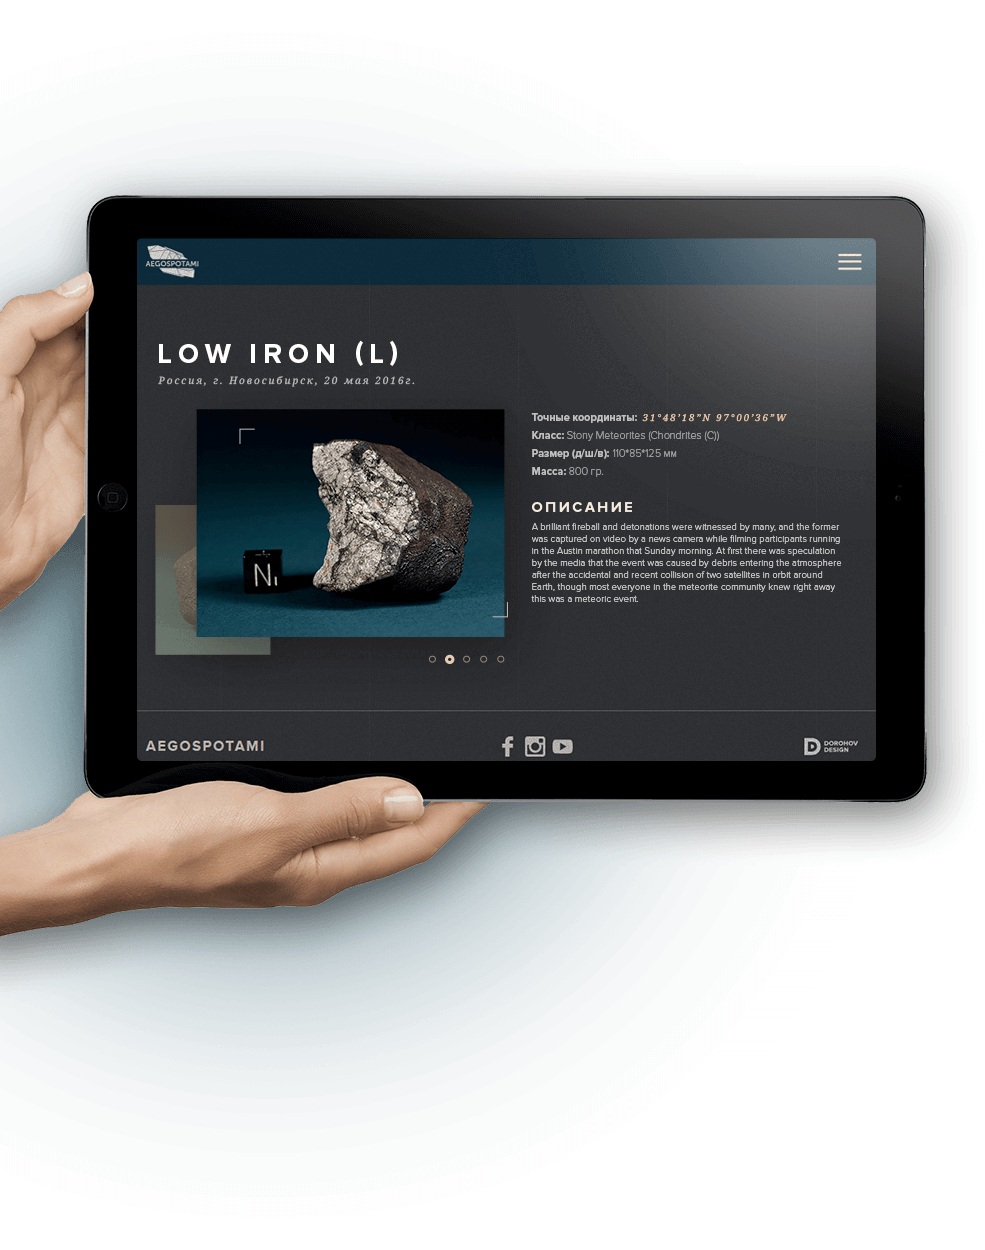 AEGOSPOTAMI
LOW IRON (L)
Россия, г. Новосибирск, 20 мая 2016г.
Точные координаты: 31°48'18"N 97°00'36"W
Класс: Stony Meteorites (Chondrites (C))
Размер (д/ш/в): 110*85*125 мм
Масса: 800 гр.
ОПИСАНИЕ
A brilliant fireball and detonations were witnessed by many, and the former
was captured on video by a news camera while filming participants running
in the Austin marathon that Sunday morning. At first there was speculation
by the media that the event was caused by debris entering the atmosphere
after the accidental and recent collision of two satellites in orbit around
Earth, though most everyone in the meteorite community knew right away
this was a meteoric event.
N
AEGOSPOTAMI
DOROHOV
DESIGN